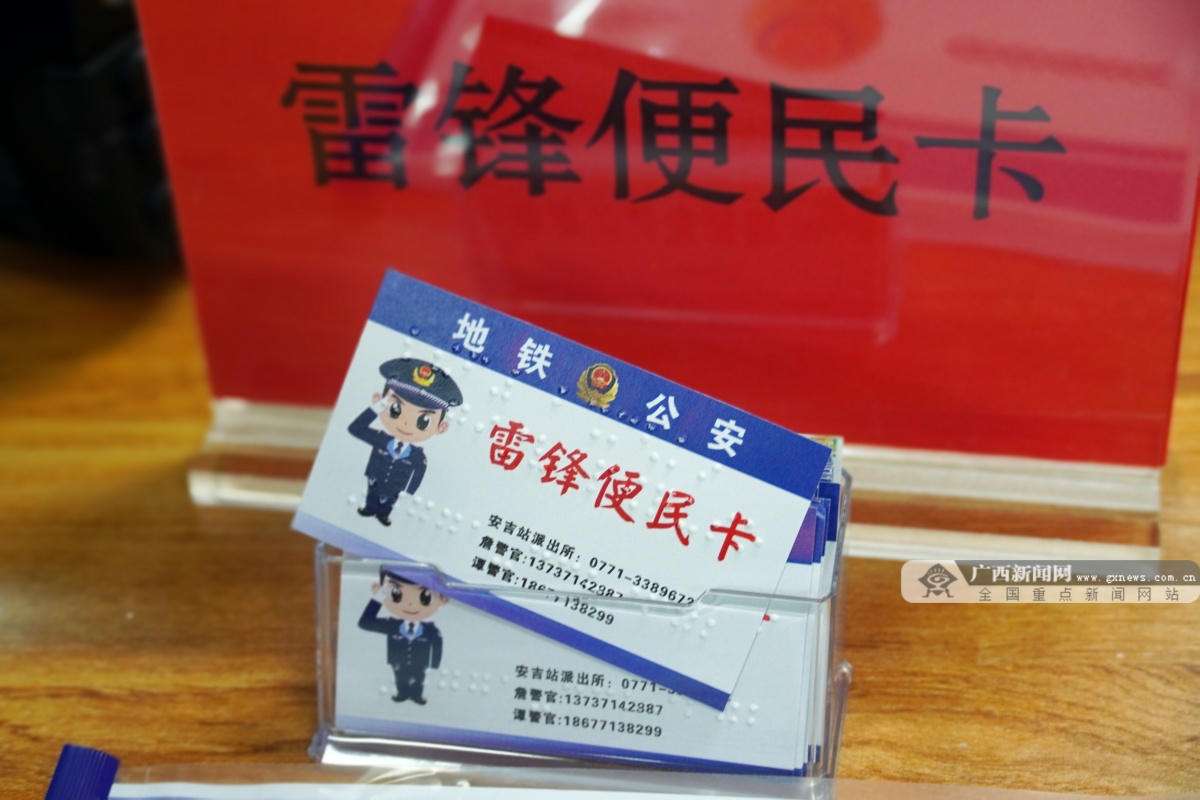 雷锋便民卡
地铁公安
雷锋便民卡
安吉站派出所：0771-3389672
詹警官:13737142387
谭警官:18677138299
安吉站派出所：0771-3
詹警官:13737142387
谭警官:18677138299
广西新闻网 www.gxnews.com.cn
全国重点新闻网站